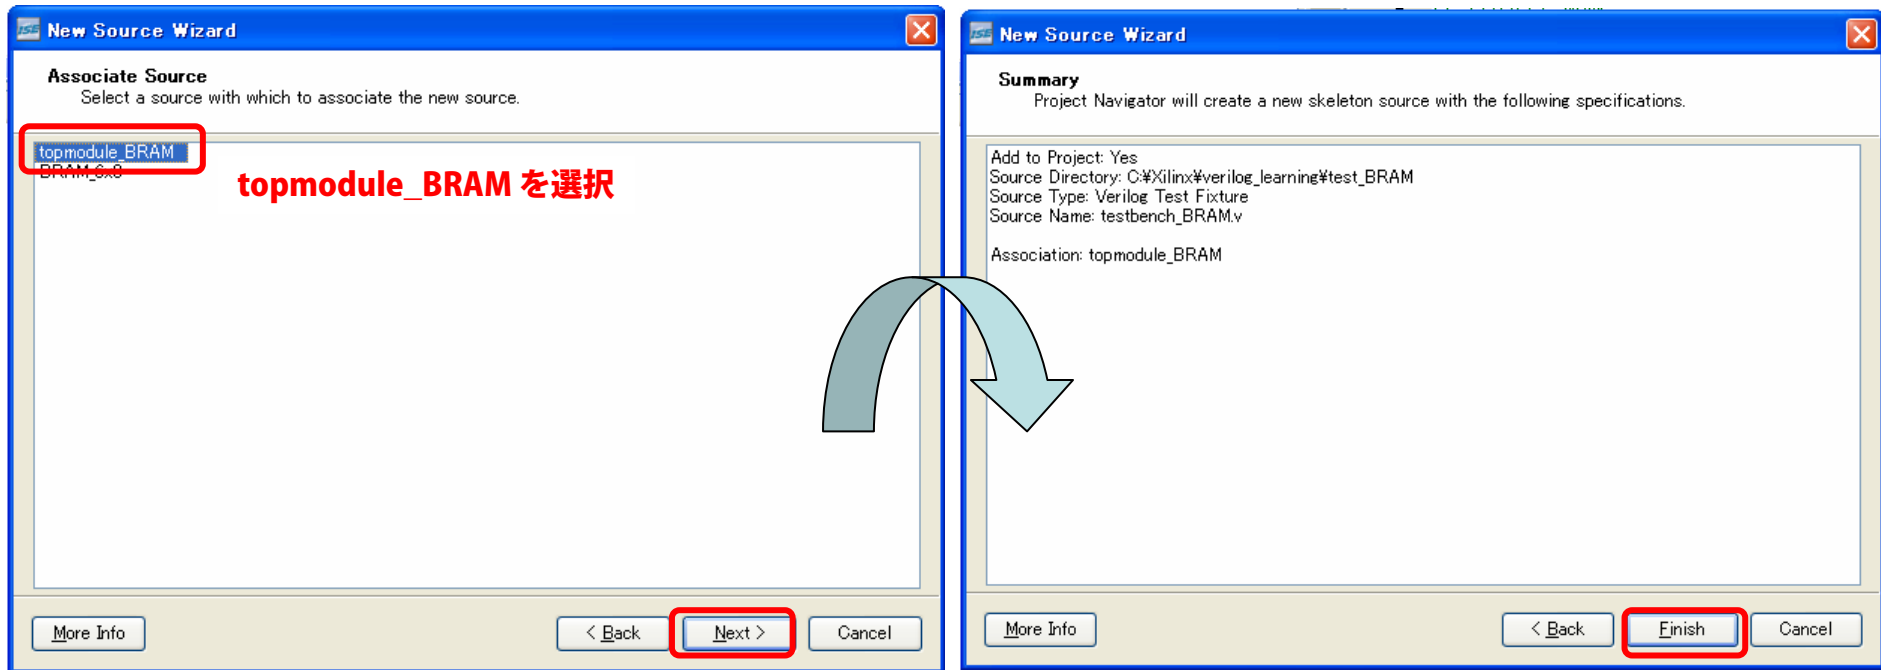 New Source Wizard
Associate Source
Select a source with which to associate the new source.
topmodule_BRAM
BRAM_6x8
topmodule_BRAM を選択
More Info
< Back
Next >
Cancel
New Source Wizard
Summary
Project Navigator will create a new skeleton source with the following specifications.
Add to Project: Yes
Source Directory: C:¥Xilinx¥verilog_learning¥test_BRAM
Source Type: Verilog Test Fixture
Source Name: testbench_BRAM.v
Association: topmodule_BRAM
More Info
< Back
Finish
Cancel